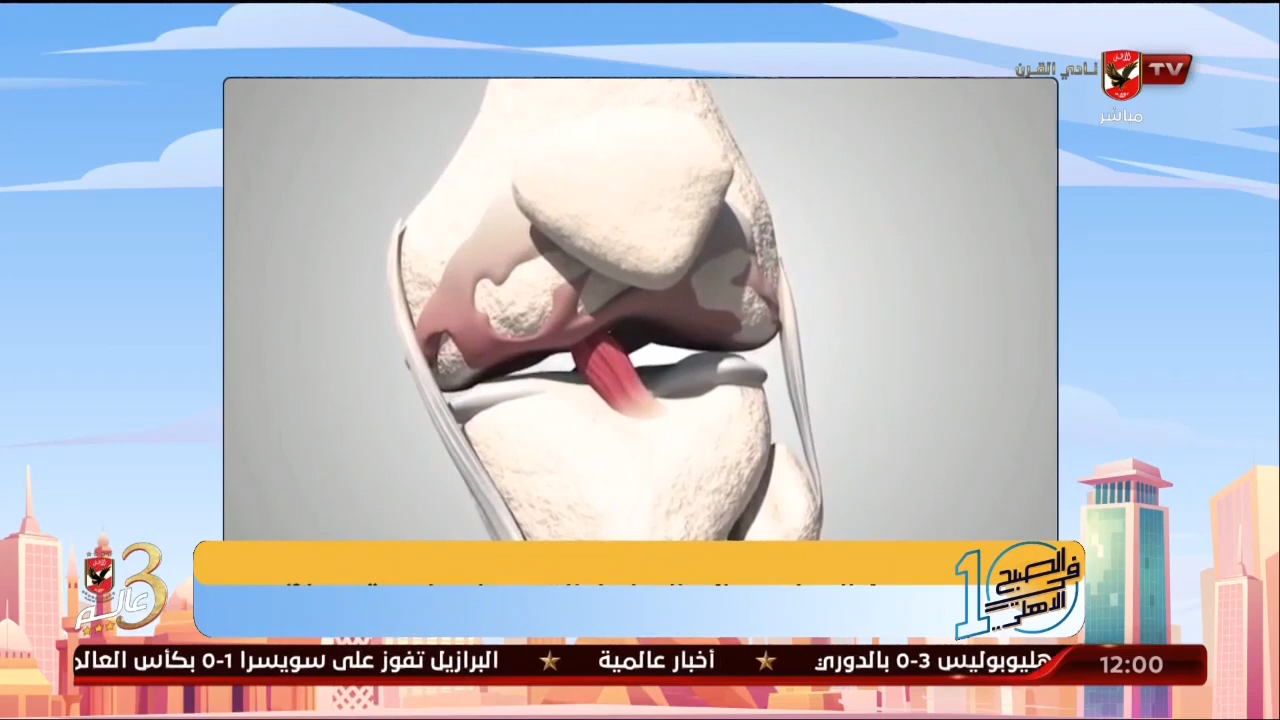 نادي القرن
TV
مباشر
3
عالم
10 الصبح
في
الأهلي
12:00
هليوبوليس 3-0 بالدوري ★ أخبار عالمية ★ البرازيل تفوز على سويسرا 1-0 بكأس العالم